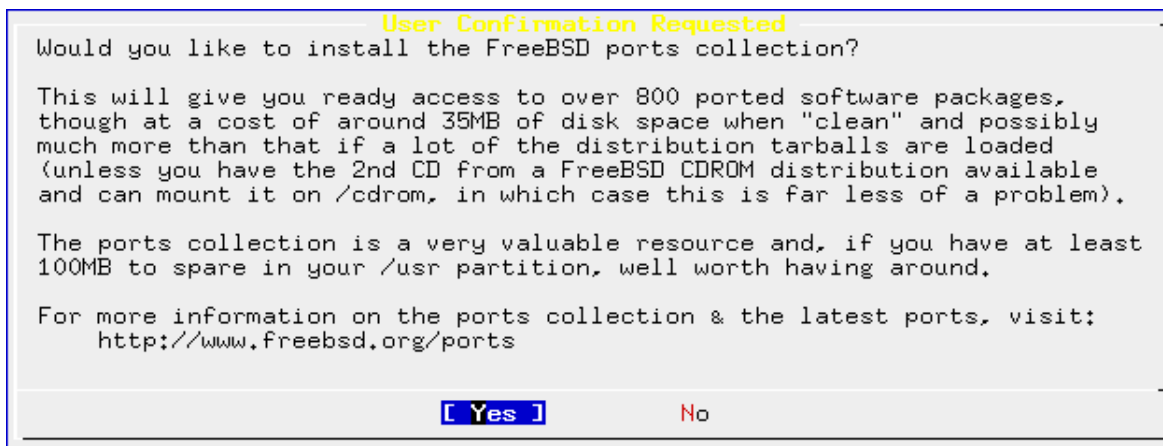 User Confirmation Requested
Would you like to install the FreeBSD ports collection?
This will give you ready access to over 800 ported software packages,
though at a cost of around 35MB of disk space when "clean" and possibly
much more than that if a lot of the distribution tarballs are loaded
(unless you have the 2nd CD from a FreeBSD CDROM distribution available
and can mount it on /cdrom, in which case this is far less of a problem).
The ports collection is a very valuable resource and, if you have at least
100MB to spare in your /usr partition, well worth having around.
For more information on the ports collection & the latest ports, visit:
http://www.freebsd.org/ports
[ Yes ] No